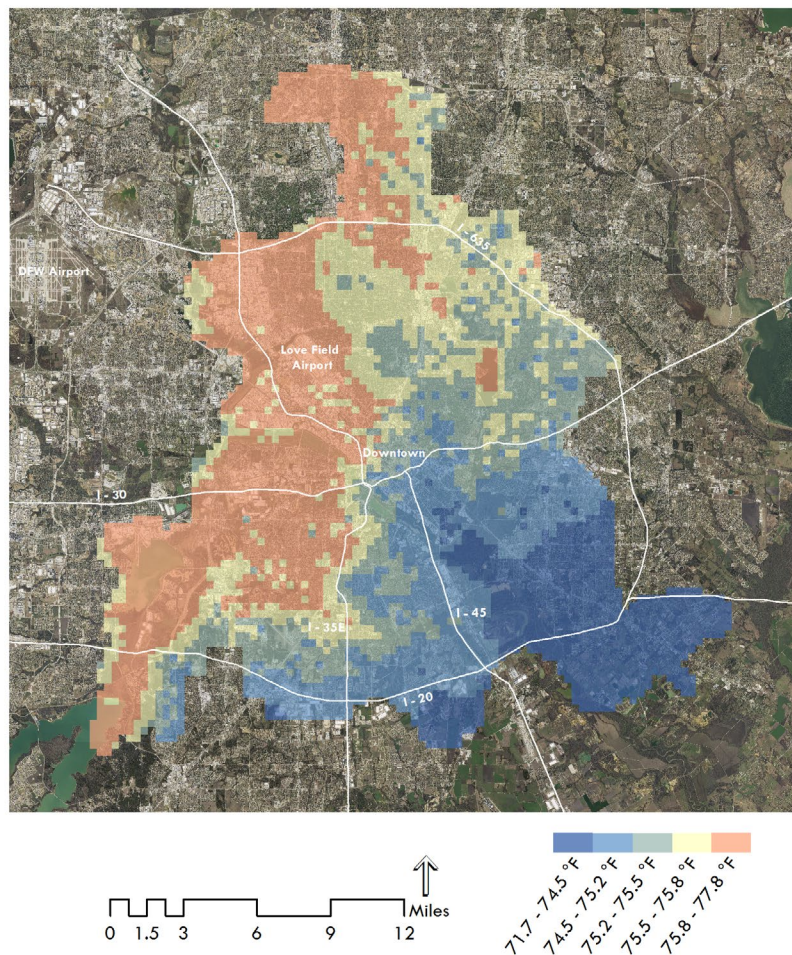 I - 635
DFW Airport
Love Field
Airport
Downtown
I - 30
I - 45
I - 35E
I - 20
Miles
0 1.5 3 6 9 12
71.7 - 74.5 °F
74.5 - 75.2 °F
75.2 - 75.5 °F
75.5 - 75.8 °F
75.8 - 77.8 °F